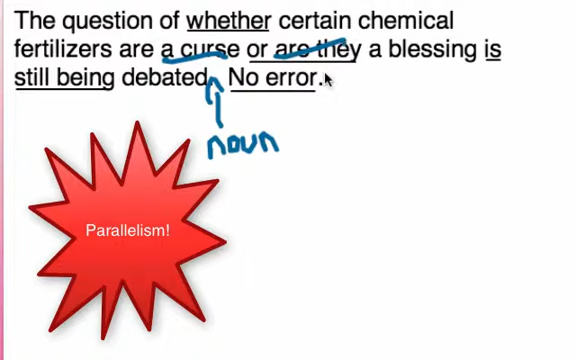 The question of whether certain chemical
fertilizers are a curse or are they a blessing is
still being debated. No error.
noun
Parallelism!